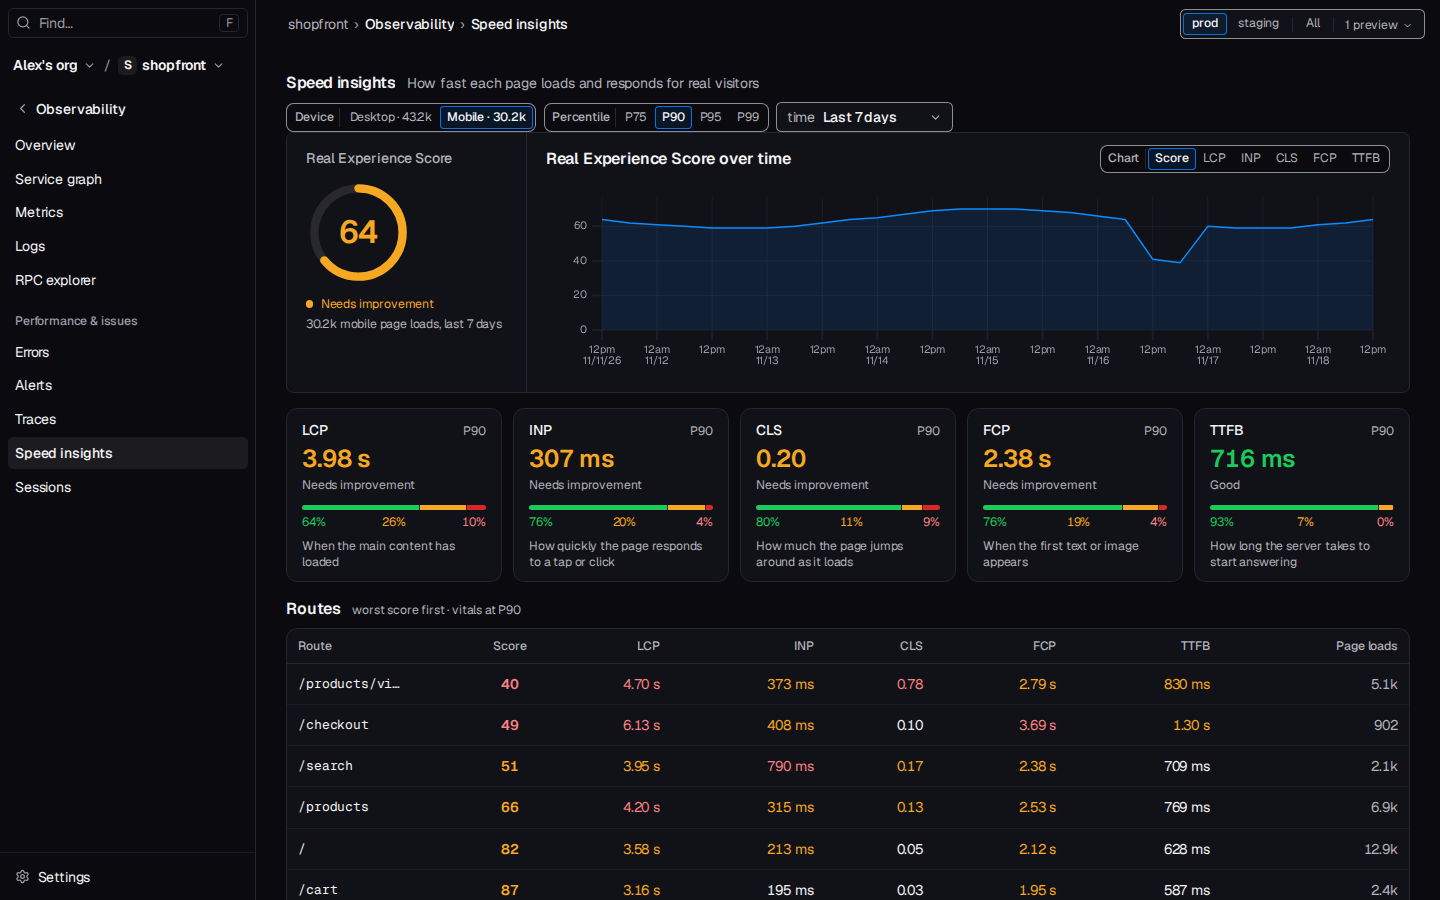 Find...
F
Alex's org
/
S
shopfront
Observability
Overview
Service graph
Metrics
Logs
RPC explorer
Performance & issues
Errors
Alerts
Traces
Speed insights
Sessions
Settings
shopfront › Observability › Speed insights
prod staging All 1 preview
Speed insights How fast each page loads and responds for real visitors
Device Desktop · 43.2k Mobile · 30.2k
Percentile P75 P90 P95 P99
time Last 7 days
Real Experience Score
64
Needs improvement
30.2k mobile page loads, last 7 days
Real Experience Score over time
Chart Score LCP INP CLS FCP TTFB
60
40
20
0
12pm 12am 12pm 12am 12pm 12am 12pm 12am 12pm 12am 12pm 12am 12pm 12am 12pm
11/11/26 11/12 11/13 11/14 11/15 11/16 11/17 11/18
LCP P90
3.98 s
Needs improvement
64% 26% 10%
When the main content has
loaded
INP P90
307 ms
Needs improvement
76% 20% 4%
How quickly the page responds
to a tap or click
CLS P90
0.20
Needs improvement
80% 11% 9%
How much the page jumps
around as it loads
FCP P90
2.38 s
Needs improvement
76% 19% 4%
When the first text or image
appears
TTFB P90
716 ms
Good
93% 7% 0%
How long the server takes to
start answering
Routes worst score first · vitals at P90
Route Score LCP INP CLS FCP TTFB Page loads
/products/vi… 40 4.70 s 373 ms 0.78 2.79 s 830 ms 5.1k
/checkout 49 6.13 s 408 ms 0.10 3.69 s 1.30 s 902
/search 51 3.95 s 790 ms 0.17 2.38 s 709 ms 2.1k
/products 66 4.20 s 315 ms 0.13 2.53 s 769 ms 6.9k
/ 82 3.58 s 213 ms 0.05 2.12 s 628 ms 12.9k
/cart 87 3.16 s 195 ms 0.03 1.95 s 587 ms 2.4k